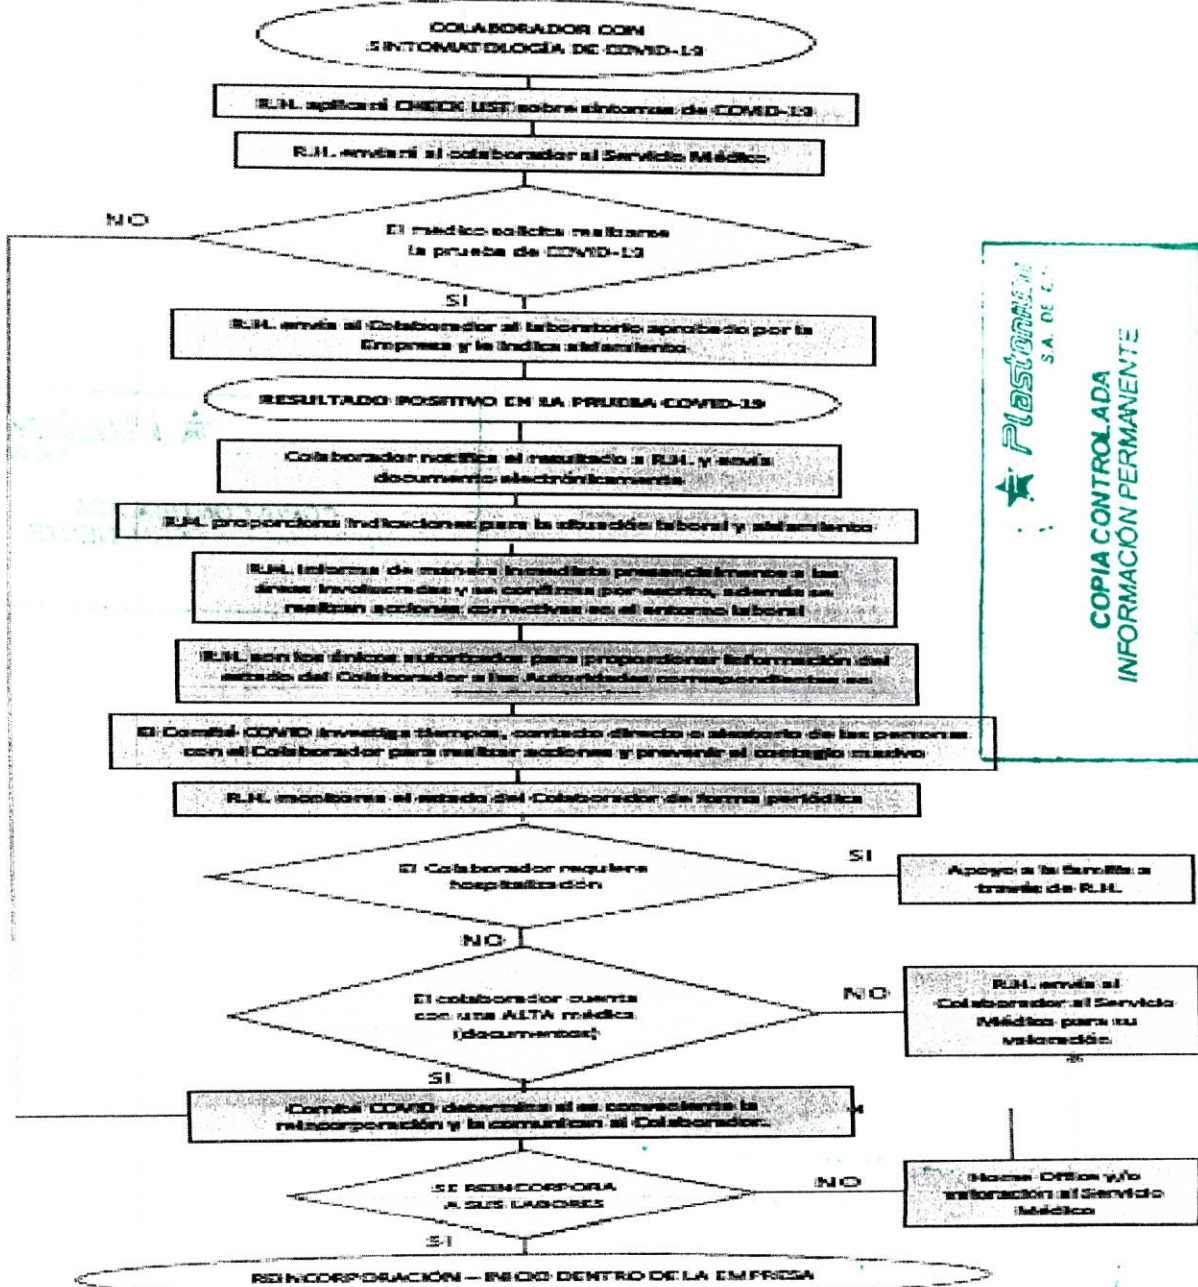 COLABORADOR CON
SINTOMATOLOGÍA DE COVID-19
R.H. aplicará CHECK LIST sobre síntomas de COVID-19
R.H. enviará al colaborador al Servicio Médico
NO
El médico solicita realizarse
la prueba de COVID-19
SI
R.H. envía al Colaborador al laboratorio aprobado por la
Empresa y le indica aislamiento
RESULTADO POSITIVO EN LA PRUEBA COVID-19
Colaborador notifica el resultado a R.H. y envía
documento electrónicamente
R.H. proporciona indicaciones para la situación laboral y aislamiento
R.H. informa de manera inmediata presencialmente a las
áreas involucradas y se confirma por escrito, además se
realizan acciones correctivas en el entorno laboral
R.H. son los únicos autorizados para proporcionar información del
estado del Colaborador a las Autoridades correspondientes
El Comité COVID investiga tiempos, contacto directo o aleatorio de las personas
con el Colaborador para realizar acciones y prevenir el contagio masivo
R.H. monitorea el estado del Colaborador de forma periódica
El Colaborador requiere
hospitalización
SI
Apoyo a la familia a
través de R.H.
NO
El colaborador cuenta
con una ALTA médica
(documentos)
NO
R.H. envía al
Colaborador al Servicio
Médico para su
valoración
SI
Comité COVID determina si es conveniente la
reincorporación y la comunican al Colaborador.
SE REINCORPORA
A SUS LABORES
NO
Home Office y/o
valoración al Servicio
Médico
SI
REINCORPORACIÓN – INICIO DENTRO DE LA EMPRESA
S.A. DE C.
COPIA CONTROLADA
INFORMACIÓN PERMANENTE